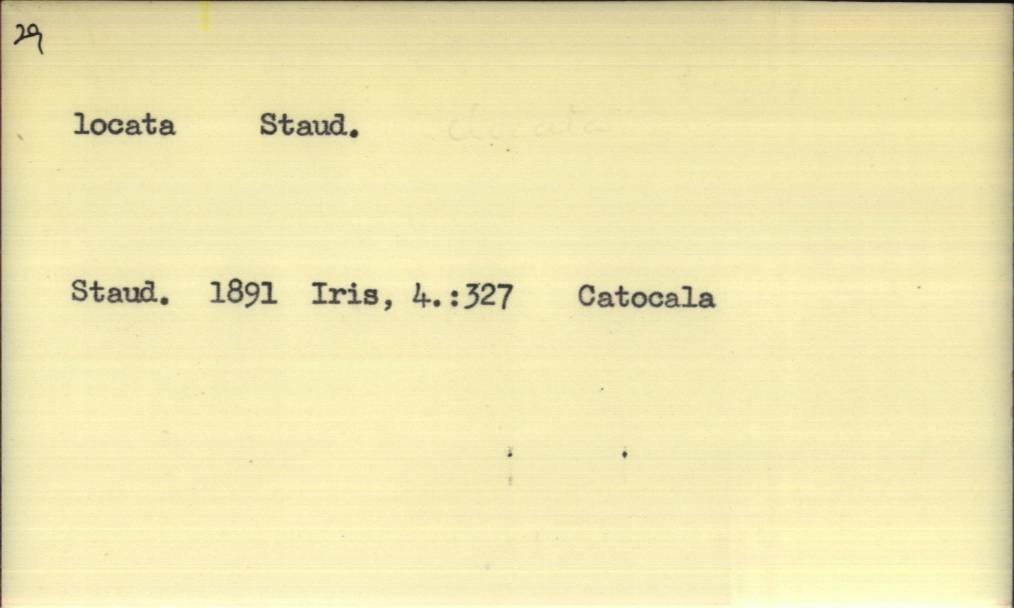 29
locata Staud.
Staud. 1891 Iris, 4.:327 Catocala